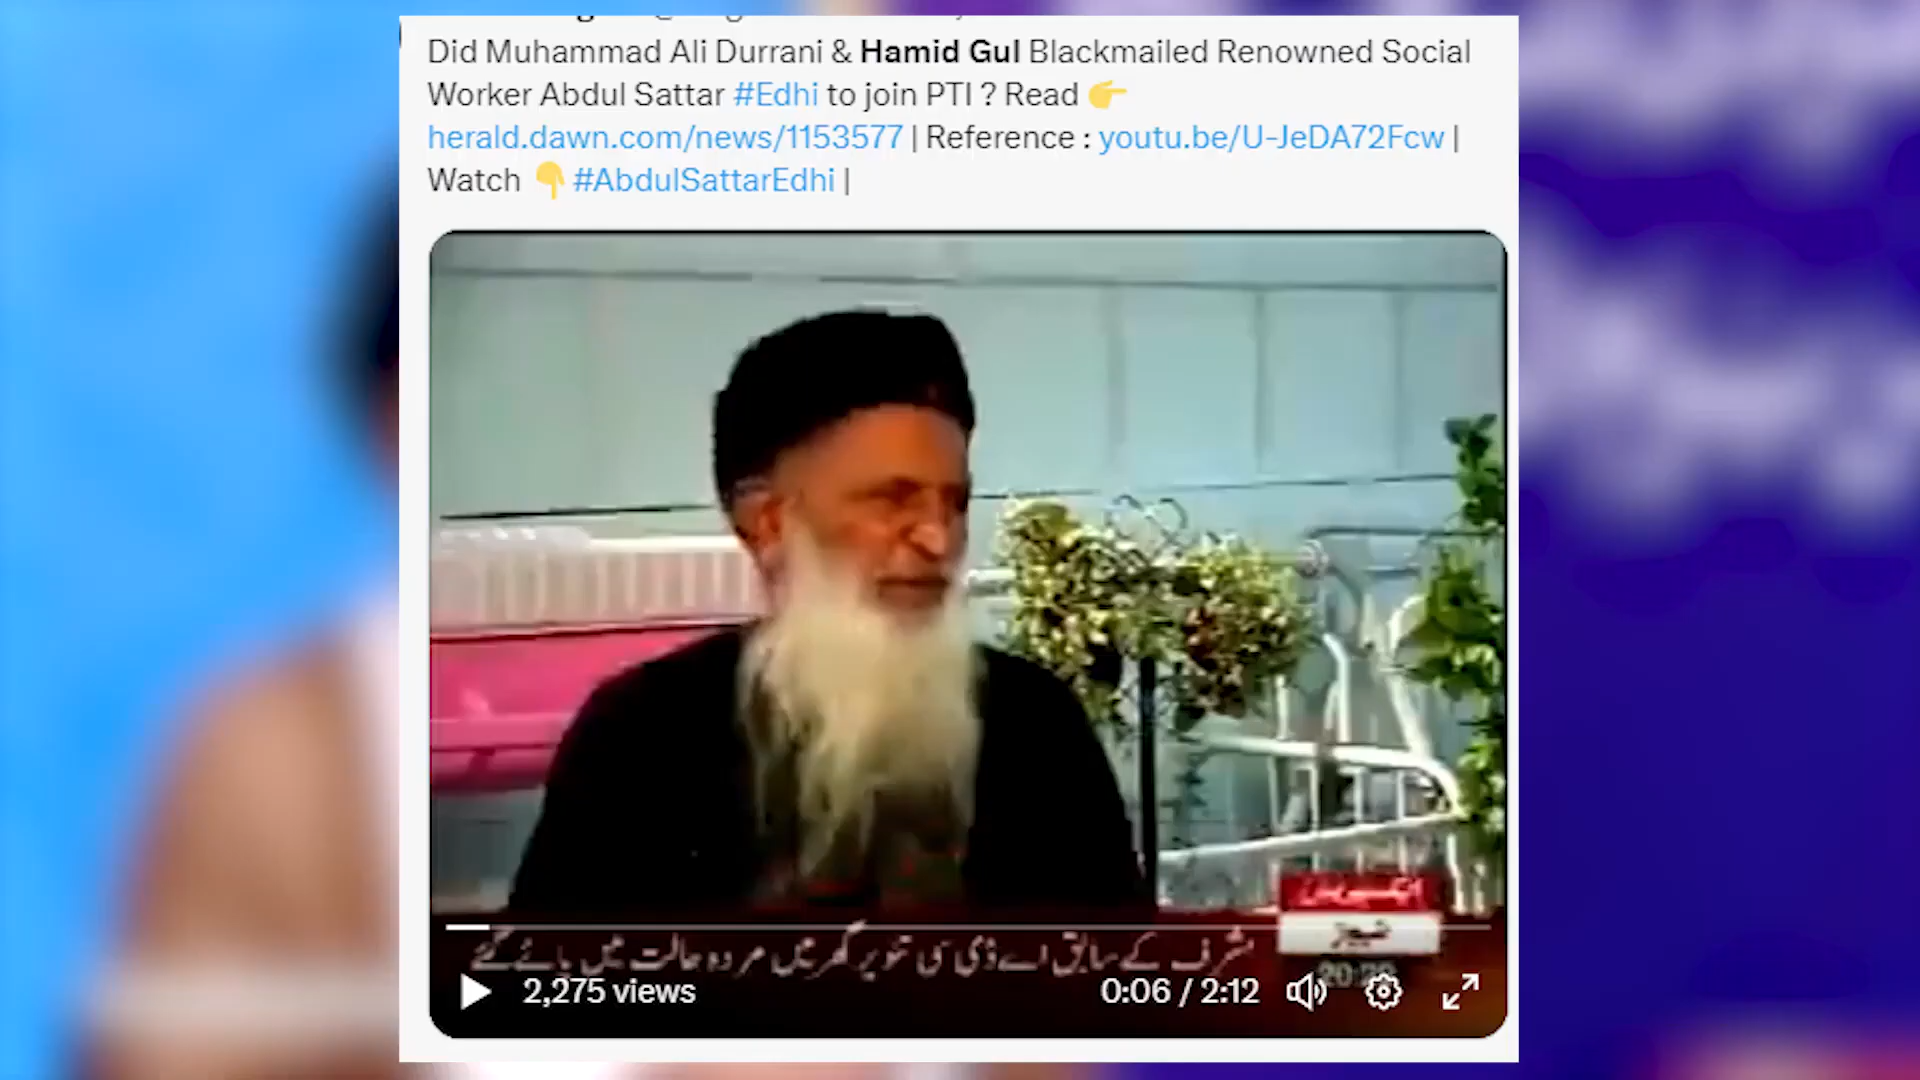 Did Muhammad Ali Durrani & Hamid Gul Blackmailed Renowned Social
Worker Abdul Sattar #Edhi to join PTI ? Read 👉
herald.dawn.com/news/1153577 | Reference : youtu.be/U-JeDA72Fcw |
Watch 👇 #AbdulSattarEdhi |
ایکسپریس
نیوز
مشرف کے سابق اے ڈی سی تنویر گھر میں مردہ حالت میں پائے گئے
2,275 views
0:06 / 2:12